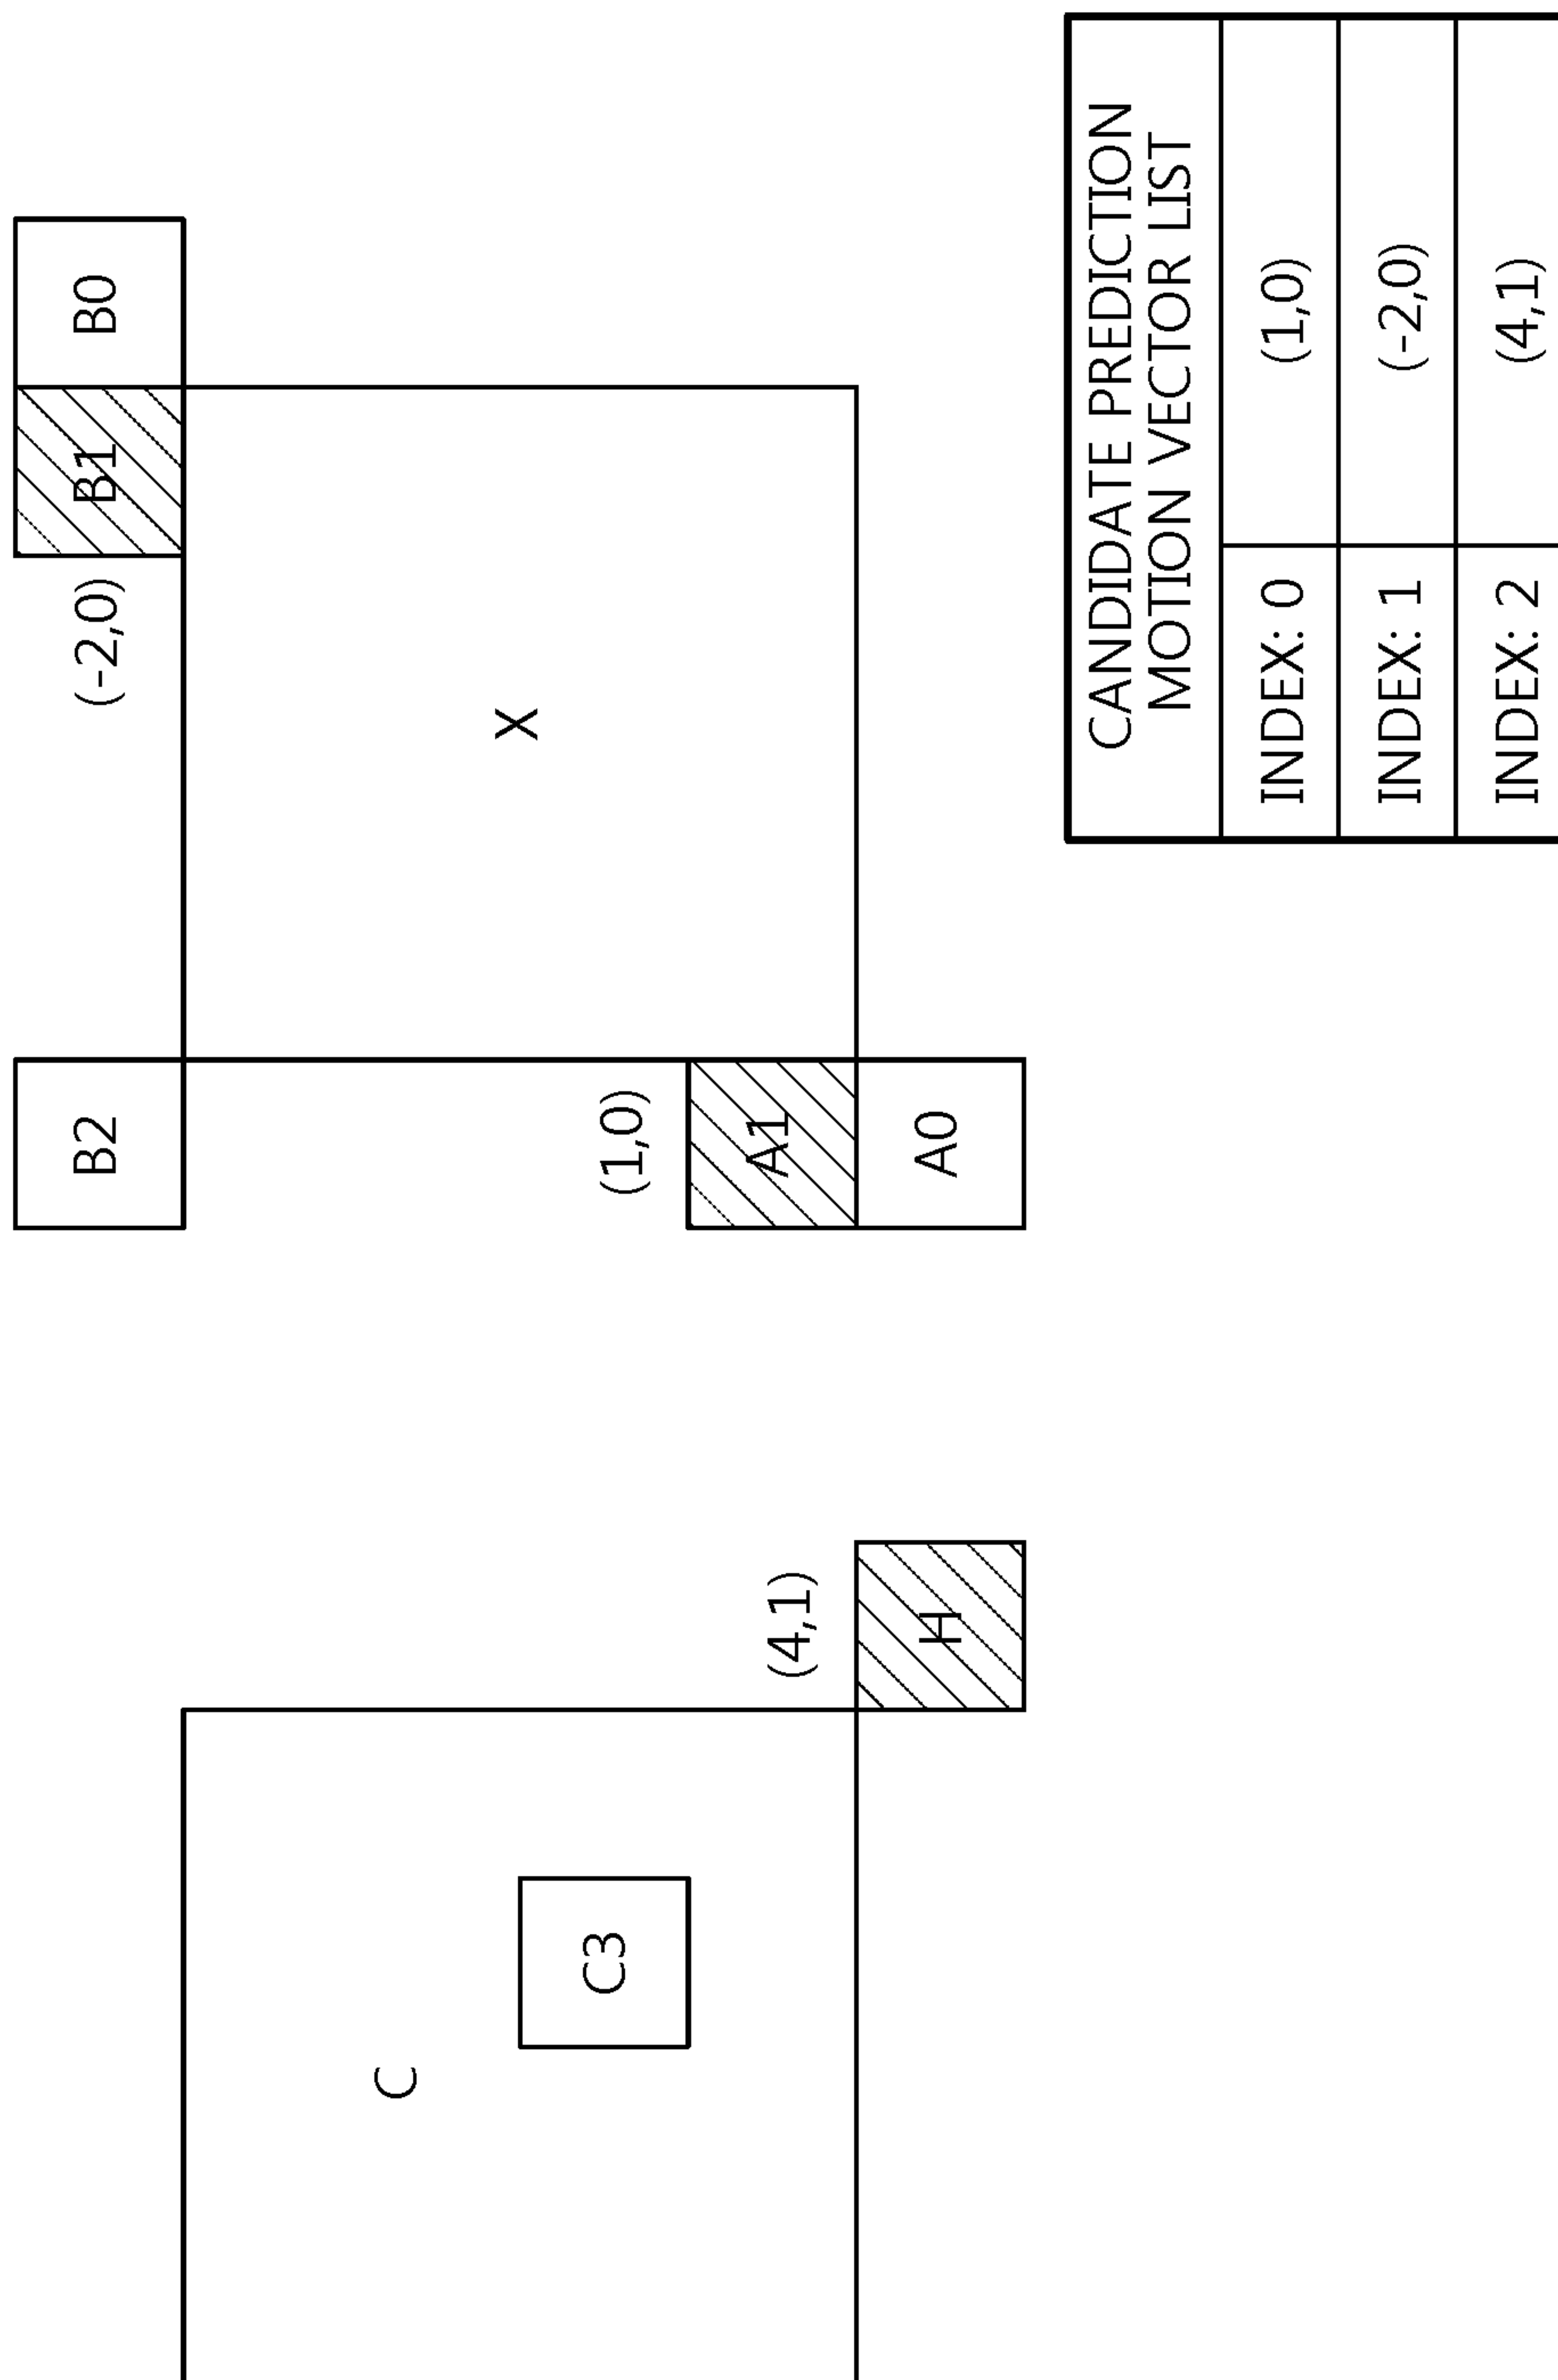 B2
(-2,0)
B1
B0
C
C3
(4,1)
H
X
(1,0)
A1
A0
CANDIDATE PREDICTION
MOTION VECTOR LIST
INDEX: 0 (1,0)
INDEX: 1 (-2,0)
INDEX: 2 (4,1)